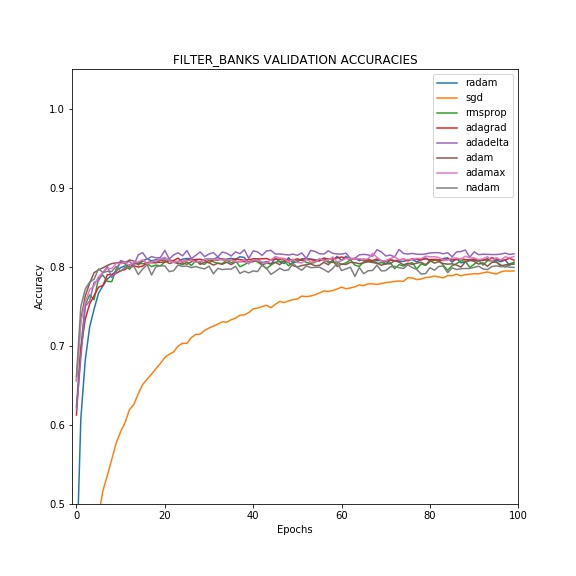 FILTER_BANKS VALIDATION ACCURACIES
radam
sgd
rmsprop
adagrad
adadelta
adam
adamax
nadam
1.0
0.9
0.8
0.7
0.6
0.5
Accuracy
0 20 40 60 80 100
Epochs